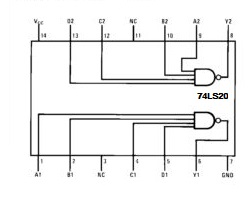 VCC D2 C2 NC B2 A2 Y2
14 13 12 11 10 9 8
74LS20
1 2 3 4 5 6 7
A1 B1 NC C1 D1 Y1 GND